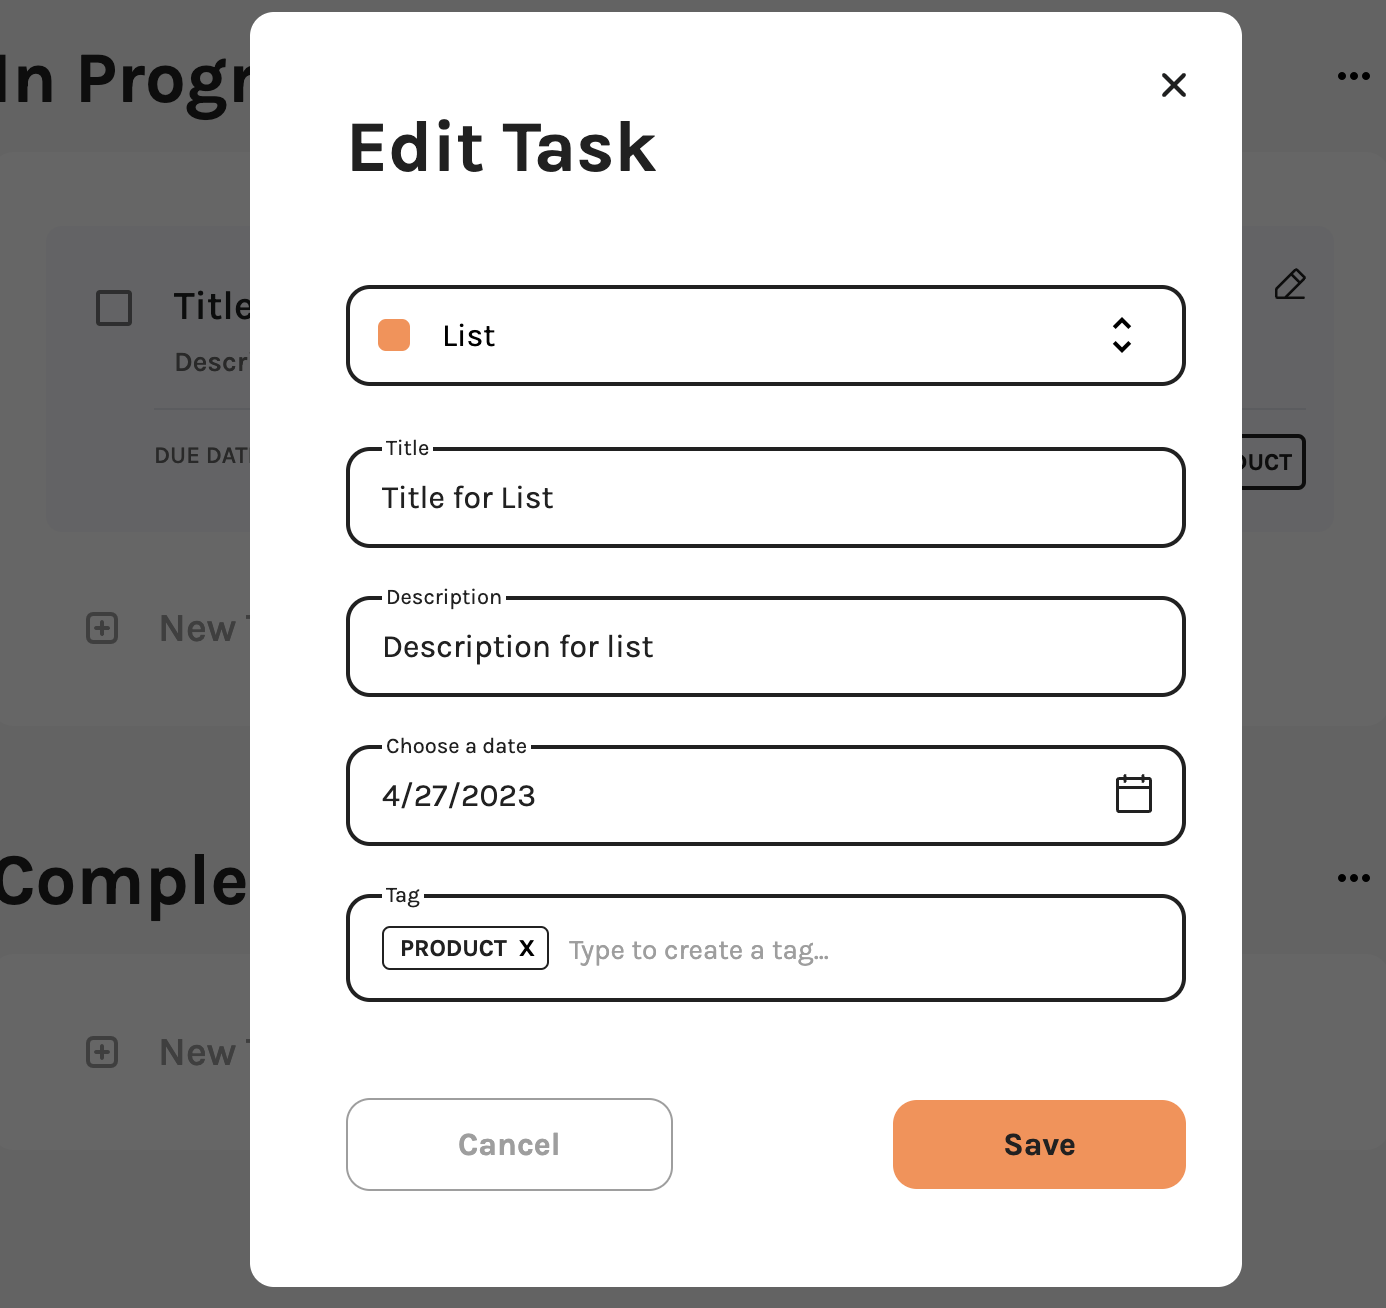 In Progr
Edit Task
List
Title
Descr
DUE DAT
DUCT
Title
Title for List
Description
Description for list
New
Choose a date
4/27/2023
Comple
Tag
PRODUCT X Type to create a tag...
New
Cancel
Save